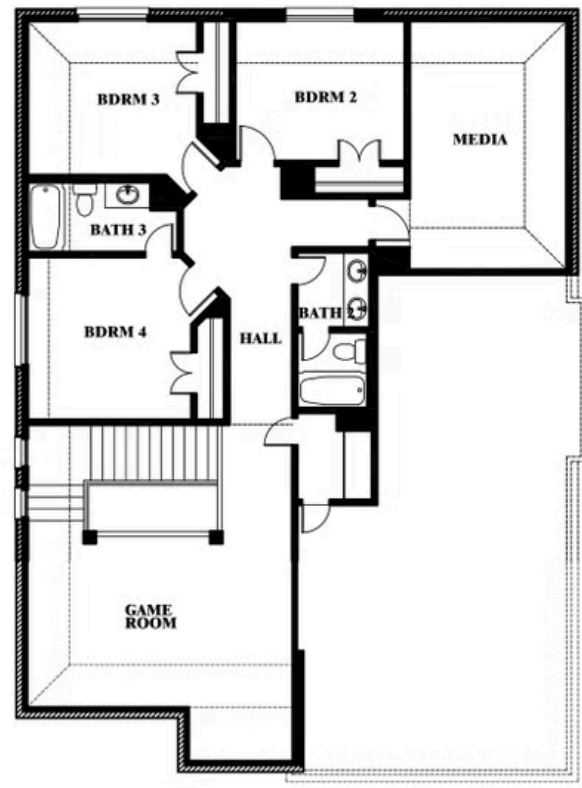 BDRM 3
BDRM 2
MEDIA
BATH 3
BDRM 4
BATH 2
HALL
GAME
ROOM